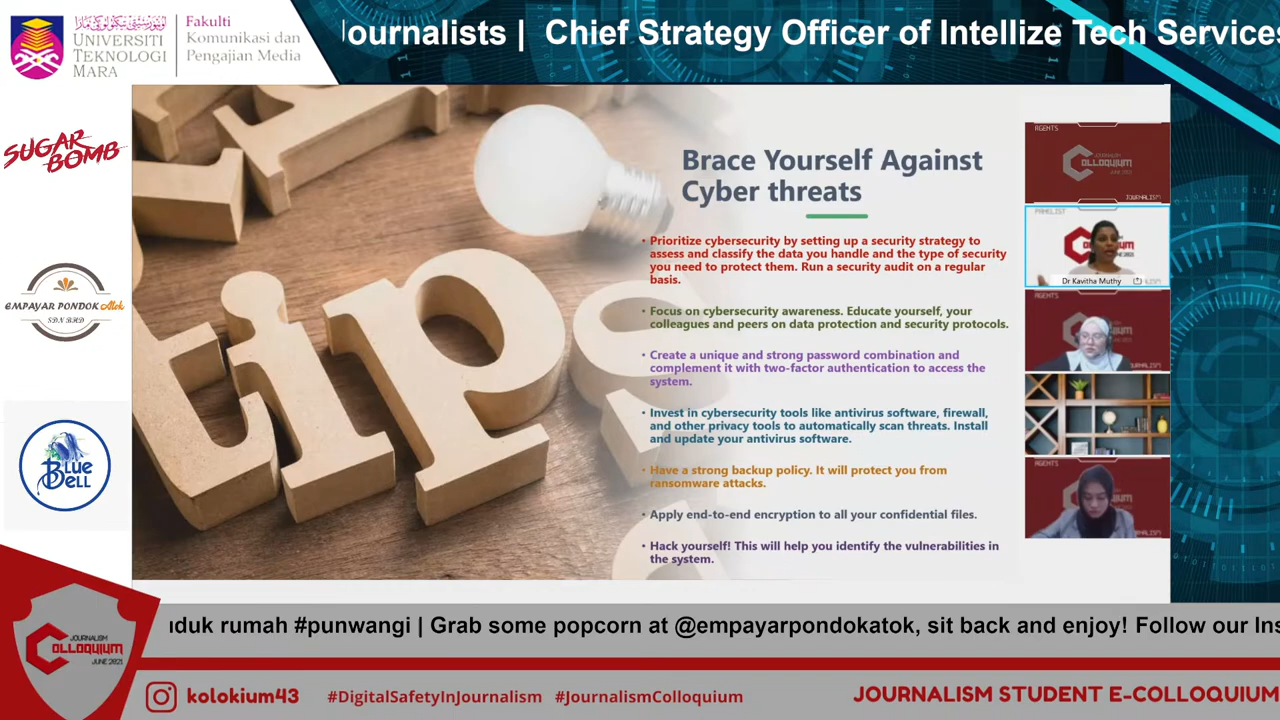 UNIVERSITI
TEKNOLOGI
MARA
Fakulti
Komunikasi dan
Pengajian Media
ournalists | Chief Strategy Officer of Intellize Tech Services
SUGAR
BOMB
EMPAYAR PONDOK Atok
SDN BHD
BLUE
BELL
tips
Brace Yourself Against
Cyber threats
• Prioritize cybersecurity by setting up a security strategy to
assess and classify the data you handle and the type of security
you need to protect them. Run a security audit on a regular
basis.
• Focus on cybersecurity awareness. Educate yourself, your
colleagues and peers on data protection and security protocols.
• Create a unique and strong password combination and
complement it with two-factor authentication to access the
system.
• Invest in cybersecurity tools like antivirus software, firewall,
and other privacy tools to automatically scan threats. Install
and update your antivirus software.
• Have a strong backup policy. It will protect you from
ransomware attacks.
• Apply end-to-end encryption to all your confidential files.
• Hack yourself! This will help you identify the vulnerabilities in
the system.
AGENTS
JOURNALISM
COLLOQUIUM
JUNE 2021
JOURNALISM
PANELIST
Dr Kavitha Muthy
AGENTS
AGENTS
uduk rumah #punwangi | Grab some popcorn at @empayarpondokatok, sit back and enjoy! Follow our Ins
JOURNALISM
COLLOQUIUM
JUNE 2021
kolokium43
#DigitalSafetyInJournalism #JournalismColloquium
JOURNALISM STUDENT E-COLLOQUIUM